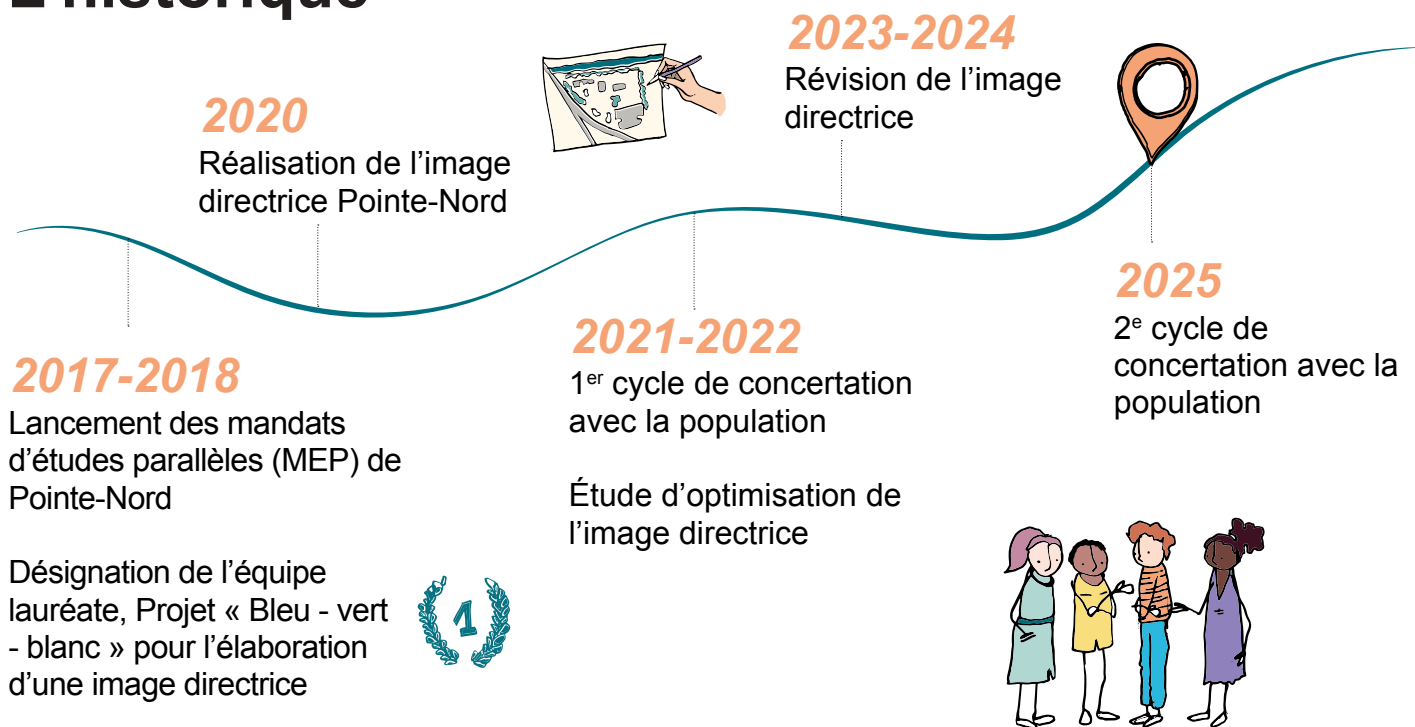 L'historique
2017-2018
Lancement des mandats
d'études parallèles (MEP) de
Pointe-Nord
Désignation de l'équipe
lauréate, Projet « Bleu - vert
- blanc » pour l'élaboration
d'une image directrice
1
2020
Réalisation de l'image
directrice Pointe-Nord
2021-2022
1er cycle de concertation
avec la population
Étude d'optimisation de
l'image directrice
2023-2024
Révision de l'image
directrice
2025
2e cycle de
concertation avec la
population